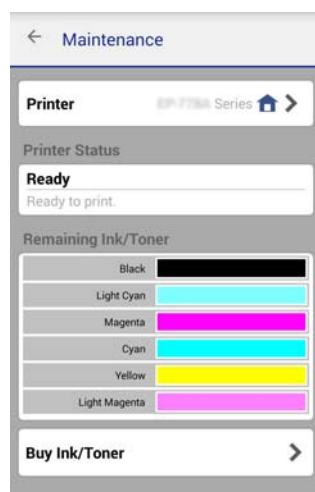 Maintenance
Printer Series
Printer Status
Ready
Ready to print.
Remaining Ink/Toner
Black
Light Cyan
Magenta
Cyan
Yellow
Light Magenta
Buy Ink/Toner